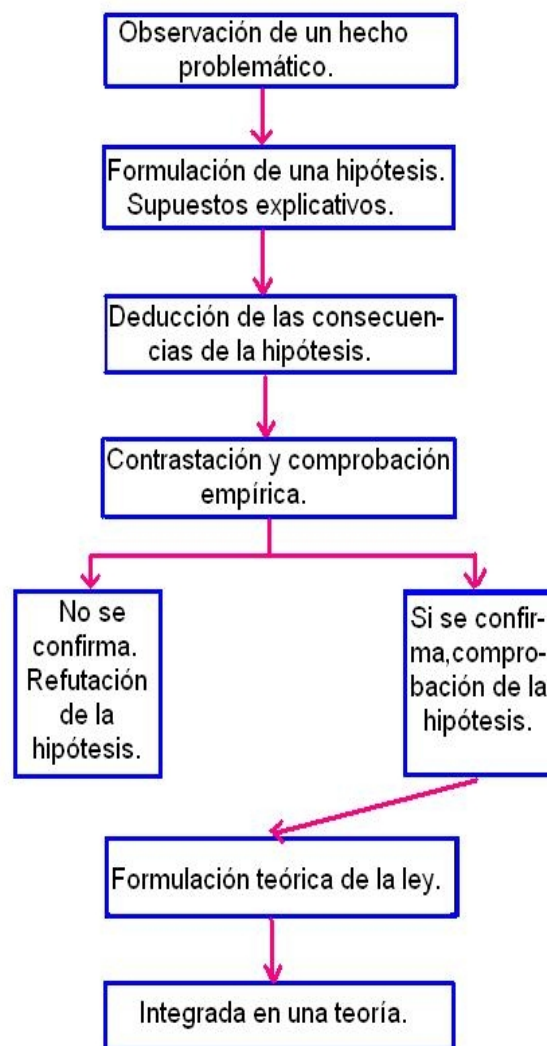 Observación de un hecho
problemático.
Formulación de una hipótesis.
Supuestos explicativos.
Deducción de las consecuen-
cias de la hipótesis.
Contrastación y comprobación
empírica.
No se
confirma.
Refutación
de la
hipótesis.
Si se confir-
ma,compro-
bación de la
hipótesis.
Formulación teórica de la ley.
Integrada en una teoría.